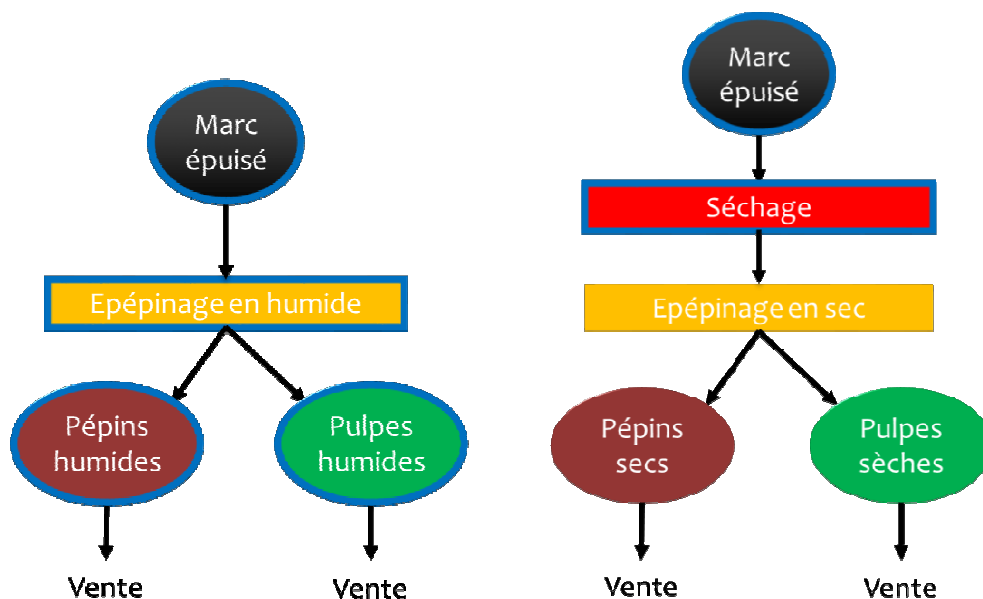 Marc
épuisé
Epépinage en humide
Pépins
humides
Pulpes
humides
Vente
Vente
Marc
épuisé
Séchage
Epépinage en sec
Pépins
secs
Pulpes
sèches
Vente
Vente